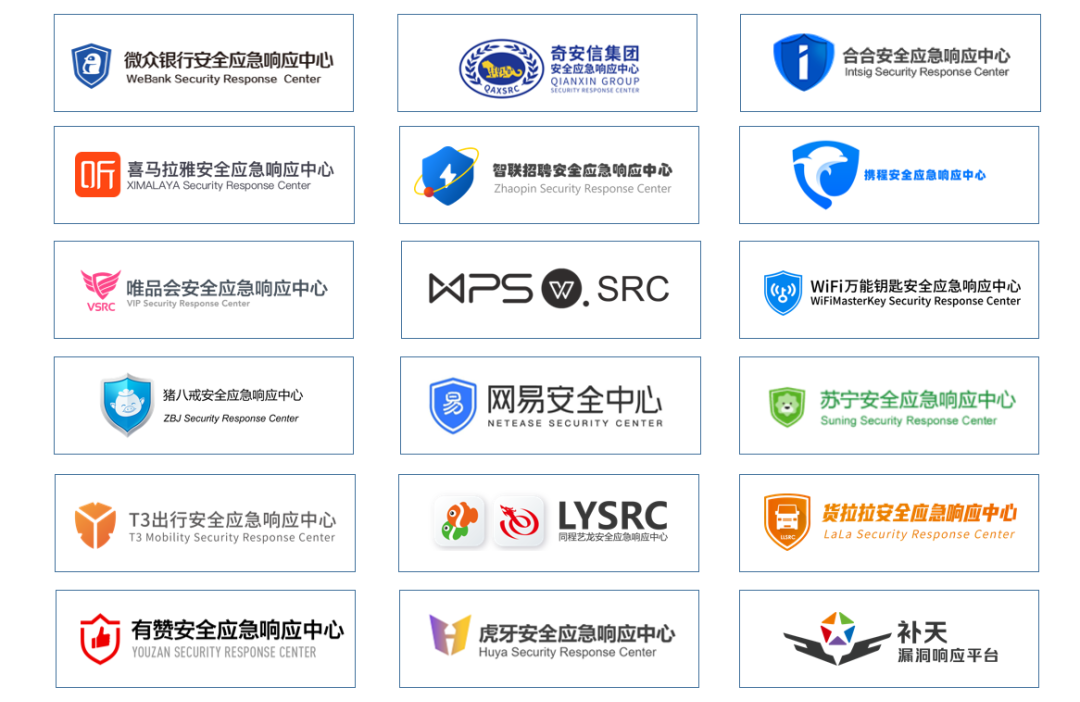 微众银行安全应急响应中心
WeBank Security Response Center
QAXSRC
奇安信集团
安全应急响应中心
QIANXIN GROUP
SECURITY RESPONSE CENTER
合合安全应急响应中心
Intsig Security Response Center
听
喜马拉雅安全应急响应中心
XIMALAYA Security Response Center
智联招聘安全应急响应中心
Zhaopin Security Response Center
携程安全应急响应中心
VSRC
唯品会安全应急响应中心
VIP Security Response Center
WPS W.SRC
WiFi万能钥匙安全应急响应中心
WiFiMasterKey Security Response Center
猪八戒安全应急响应中心
ZBJ Security Response Center
易
网易安全中心
NETEASE SECURITY CENTER
苏宁安全应急响应中心
Suning Security Response Center
T3出行安全应急响应中心
T3 Mobility Security Response Center
LYSRC
同程艺龙安全应急响应中心
LLSRC
货拉拉安全应急响应中心
LaLa Security Response Center
有赞安全应急响应中心
YOUZAN SECURITY RESPONSE CENTER
虎牙安全应急响应中心
Huya Security Response Center
补天
漏洞响应平台